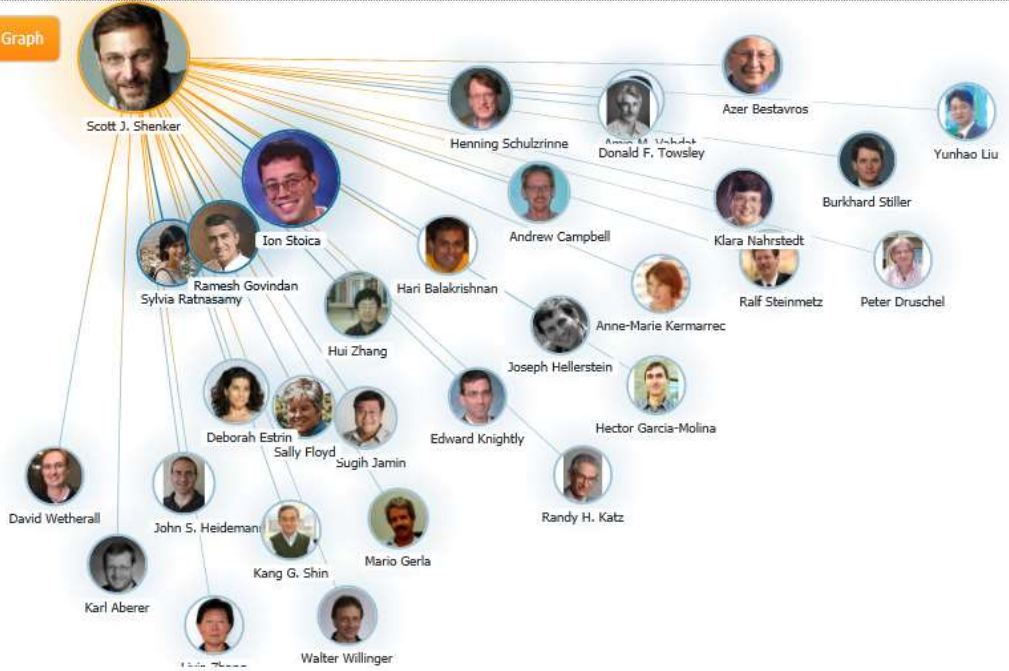 Graph
Scott J. Shenker
Azer Bestavros
Henning Schulzrinne
Amin M. Vahdat
Donald F. Towsley
Yunhao Liu
Burkhard Stiller
Andrew Campbell
Klara Nahrstedt
Ion Stoica
Ramesh Govindan
Sylvia Ratnasamy
Hari Balakrishnan
Ralf Steinmetz
Peter Druschel
Anne-Marie Kermarrec
Hui Zhang
Joseph Hellerstein
Hector Garcia-Molina
Deborah Estrin
Sally Floyd
Sugih Jamin
Edward Knightly
David Wetherall
John S. Heideman
Randy H. Katz
Mario Gerla
Kang G. Shin
Karl Aberer
Walter Willinger